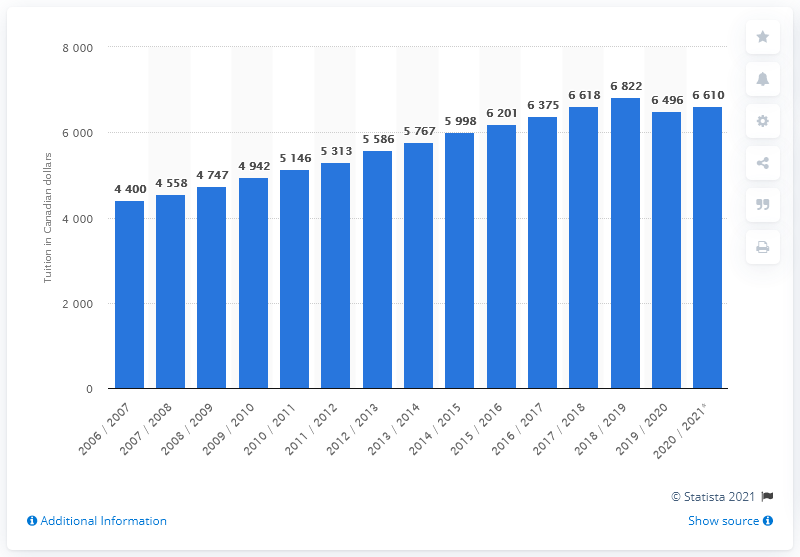 8 000
6 000
4 000
2 000
0
Tuition in Canadian dollars
4 400
4 558
4 747
4 942
5 146
5 313
5 586
5 767
5 998
6 201
6 375
6 618
6 822
6 496
6 610
2006 / 2007
2007 / 2008
2008 / 2009
2009 / 2010
2010 / 2011
2011 / 2012
2012 / 2013
2013 / 2014
2014 / 2015
2015 / 2016
2016 / 2017
2017 / 2018
2018 / 2019
2019 / 2020
2020 / 2021*
© Statista 2021
Additional Information
Show source